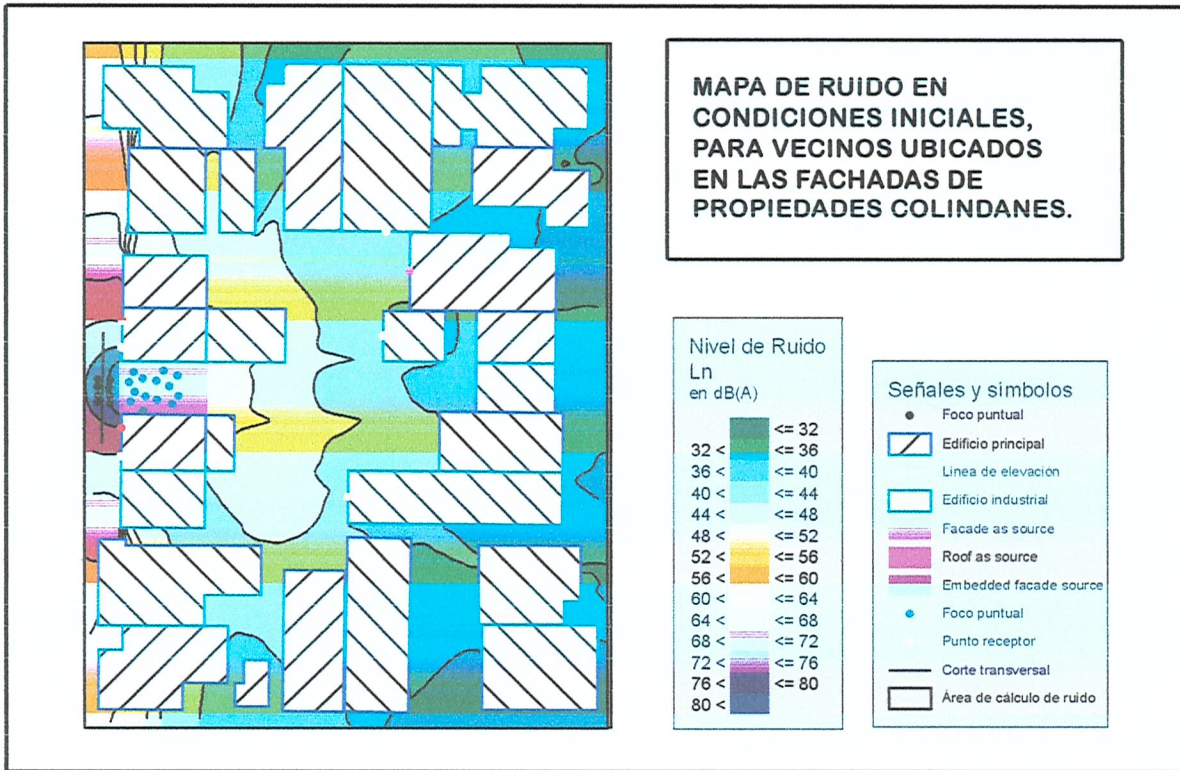 MAPA DE RUIDO EN
CONDICIONES INICIALES,
PARA VECINOS UBICADOS
EN LAS FACHADAS DE
PROPIEDADES COLINDANES.
Nivel de Ruido
Ln
en dB(A)
<= 32
32 < <= 36
36 < <= 40
40 < <= 44
44 < <= 48
48 < <= 52
52 < <= 56
56 < <= 60
60 < <= 64
64 < <= 68
68 < <= 72
72 < <= 76
76 < <= 80
80 <
Señales y simbolos
Foco puntual
Edificio principal
Linea de elevación
Edificio industrial
Facade as source
Roof as source
Embedded facade source
Foco puntual
Punto receptor
Corte transversal
Área de cálculo de ruido